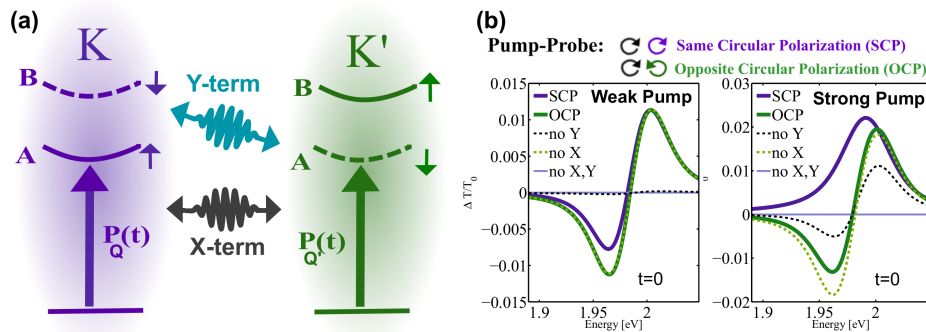 (a)
K
K'
B
B
Y-term
A
A
P_Q(t)
X-term
P_Q'(t)
(b)
Pump-Probe:
Same Circular Polarization (SCP)
Opposite Circular Polarization (OCP)
0.015
0.01
0.005
0
−0.005
−0.01
−0.015
Δ T/T_0
SCP
OCP
no Y
no X
no X,Y
Weak Pump
t=0
1.9
1.95
2
Energy [eV]
0.03
0.02
0.01
0
−0.01
−0.02
SCP
OCP
no Y
no X
no X,Y
Strong Pump
t=0
1.9
1.95
2
Energy [eV]